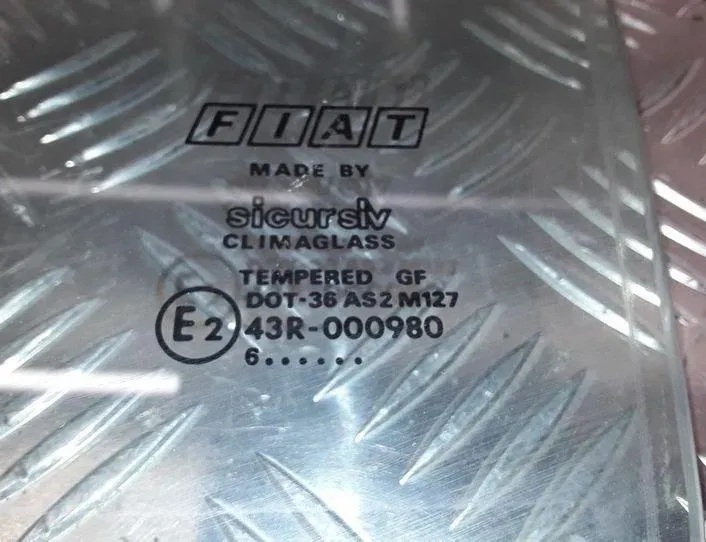 FIAT
MADE BY
sicursiv
CLIMAGLASS
TEMPERED GF
DOT-36 AS2 M127
E2 43R-000980
6......